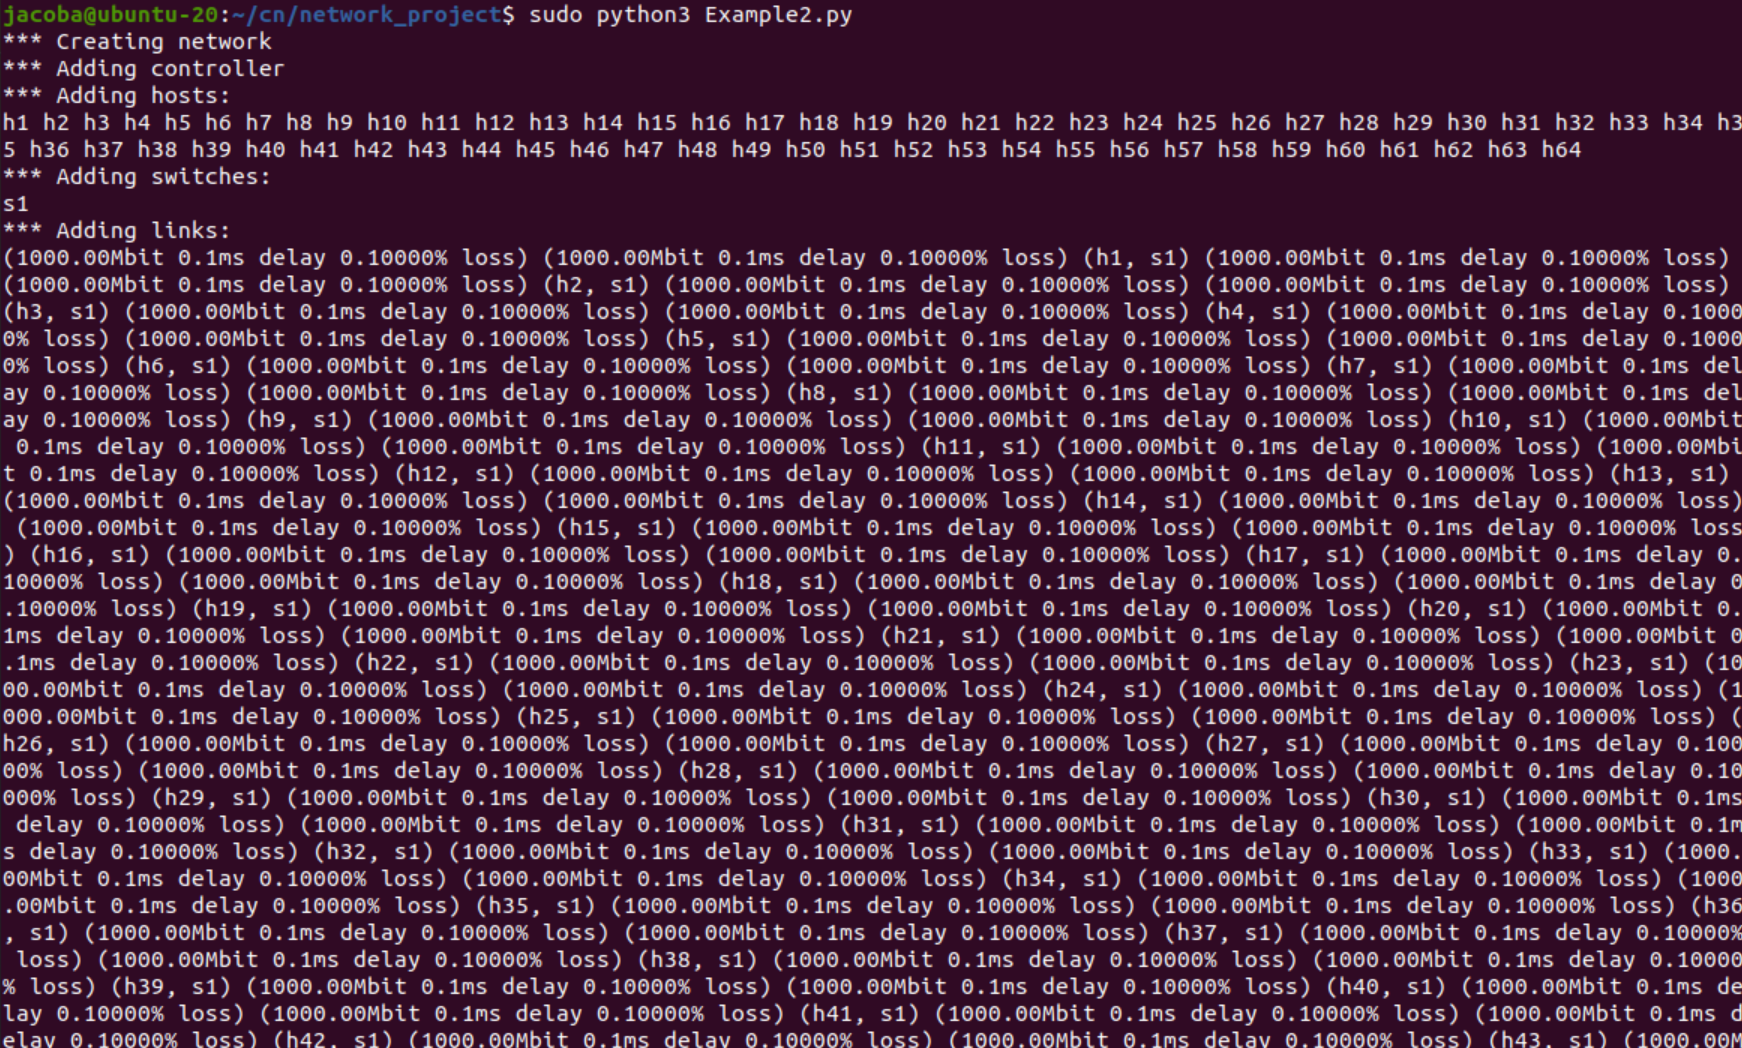 jacoba@ubuntu-20:~/cn/network_project$ sudo python3 Example2.py
*** Creating network
*** Adding controller
*** Adding hosts:
h1 h2 h3 h4 h5 h6 h7 h8 h9 h10 h11 h12 h13 h14 h15 h16 h17 h18 h19 h20 h21 h22 h23 h24 h25 h26 h27 h28 h29 h30 h31 h32 h33 h34 h3
5 h36 h37 h38 h39 h40 h41 h42 h43 h44 h45 h46 h47 h48 h49 h50 h51 h52 h53 h54 h55 h56 h57 h58 h59 h60 h61 h62 h63 h64
*** Adding switches:
s1
*** Adding links:
(1000.00Mbit 0.1ms delay 0.10000% loss) (1000.00Mbit 0.1ms delay 0.10000% loss) (h1, s1) (1000.00Mbit 0.1ms delay 0.10000% loss)
(1000.00Mbit 0.1ms delay 0.10000% loss) (h2, s1) (1000.00Mbit 0.1ms delay 0.10000% loss) (1000.00Mbit 0.1ms delay 0.10000% loss)
(h3, s1) (1000.00Mbit 0.1ms delay 0.10000% loss) (1000.00Mbit 0.1ms delay 0.10000% loss) (h4, s1) (1000.00Mbit 0.1ms delay 0.1000
0% loss) (1000.00Mbit 0.1ms delay 0.10000% loss) (h5, s1) (1000.00Mbit 0.1ms delay 0.10000% loss) (1000.00Mbit 0.1ms delay 0.1000
0% loss) (h6, s1) (1000.00Mbit 0.1ms delay 0.10000% loss) (1000.00Mbit 0.1ms delay 0.10000% loss) (h7, s1) (1000.00Mbit 0.1ms del
ay 0.10000% loss) (1000.00Mbit 0.1ms delay 0.10000% loss) (h8, s1) (1000.00Mbit 0.1ms delay 0.10000% loss) (1000.00Mbit 0.1ms del
ay 0.10000% loss) (h9, s1) (1000.00Mbit 0.1ms delay 0.10000% loss) (1000.00Mbit 0.1ms delay 0.10000% loss) (h10, s1) (1000.00Mbit
 0.1ms delay 0.10000% loss) (1000.00Mbit 0.1ms delay 0.10000% loss) (h11, s1) (1000.00Mbit 0.1ms delay 0.10000% loss) (1000.00Mbi
t 0.1ms delay 0.10000% loss) (h12, s1) (1000.00Mbit 0.1ms delay 0.10000% loss) (1000.00Mbit 0.1ms delay 0.10000% loss) (h13, s1)
(1000.00Mbit 0.1ms delay 0.10000% loss) (1000.00Mbit 0.1ms delay 0.10000% loss) (h14, s1) (1000.00Mbit 0.1ms delay 0.10000% loss)
 (1000.00Mbit 0.1ms delay 0.10000% loss) (h15, s1) (1000.00Mbit 0.1ms delay 0.10000% loss) (1000.00Mbit 0.1ms delay 0.10000% loss
) (h16, s1) (1000.00Mbit 0.1ms delay 0.10000% loss) (1000.00Mbit 0.1ms delay 0.10000% loss) (h17, s1) (1000.00Mbit 0.1ms delay 0.
10000% loss) (1000.00Mbit 0.1ms delay 0.10000% loss) (h18, s1) (1000.00Mbit 0.1ms delay 0.10000% loss) (1000.00Mbit 0.1ms delay 0
.10000% loss) (h19, s1) (1000.00Mbit 0.1ms delay 0.10000% loss) (1000.00Mbit 0.1ms delay 0.10000% loss) (h20, s1) (1000.00Mbit 0.
1ms delay 0.10000% loss) (1000.00Mbit 0.1ms delay 0.10000% loss) (h21, s1) (1000.00Mbit 0.1ms delay 0.10000% loss) (1000.00Mbit 0
.1ms delay 0.10000% loss) (h22, s1) (1000.00Mbit 0.1ms delay 0.10000% loss) (1000.00Mbit 0.1ms delay 0.10000% loss) (h23, s1) (10
00.00Mbit 0.1ms delay 0.10000% loss) (1000.00Mbit 0.1ms delay 0.10000% loss) (h24, s1) (1000.00Mbit 0.1ms delay 0.10000% loss) (1
000.00Mbit 0.1ms delay 0.10000% loss) (h25, s1) (1000.00Mbit 0.1ms delay 0.10000% loss) (1000.00Mbit 0.1ms delay 0.10000% loss) (
h26, s1) (1000.00Mbit 0.1ms delay 0.10000% loss) (1000.00Mbit 0.1ms delay 0.10000% loss) (h27, s1) (1000.00Mbit 0.1ms delay 0.100
00% loss) (1000.00Mbit 0.1ms delay 0.10000% loss) (h28, s1) (1000.00Mbit 0.1ms delay 0.10000% loss) (1000.00Mbit 0.1ms delay 0.10
000% loss) (h29, s1) (1000.00Mbit 0.1ms delay 0.10000% loss) (1000.00Mbit 0.1ms delay 0.10000% loss) (h30, s1) (1000.00Mbit 0.1ms
 delay 0.10000% loss) (1000.00Mbit 0.1ms delay 0.10000% loss) (h31, s1) (1000.00Mbit 0.1ms delay 0.10000% loss) (1000.00Mbit 0.1m
s delay 0.10000% loss) (h32, s1) (1000.00Mbit 0.1ms delay 0.10000% loss) (1000.00Mbit 0.1ms delay 0.10000% loss) (h33, s1) (1000.
00Mbit 0.1ms delay 0.10000% loss) (1000.00Mbit 0.1ms delay 0.10000% loss) (h34, s1) (1000.00Mbit 0.1ms delay 0.10000% loss) (1000
.00Mbit 0.1ms delay 0.10000% loss) (h35, s1) (1000.00Mbit 0.1ms delay 0.10000% loss) (1000.00Mbit 0.1ms delay 0.10000% loss) (h36
, s1) (1000.00Mbit 0.1ms delay 0.10000% loss) (1000.00Mbit 0.1ms delay 0.10000% loss) (h37, s1) (1000.00Mbit 0.1ms delay 0.10000%
 loss) (1000.00Mbit 0.1ms delay 0.10000% loss) (h38, s1) (1000.00Mbit 0.1ms delay 0.10000% loss) (1000.00Mbit 0.1ms delay 0.10000
% loss) (h39, s1) (1000.00Mbit 0.1ms delay 0.10000% loss) (1000.00Mbit 0.1ms delay 0.10000% loss) (h40, s1) (1000.00Mbit 0.1ms de
lay 0.10000% loss) (1000.00Mbit 0.1ms delay 0.10000% loss) (h41, s1) (1000.00Mbit 0.1ms delay 0.10000% loss) (1000.00Mbit 0.1ms d
elay 0.10000% loss) (h42, s1) (1000.00Mbit 0.1ms delay 0.10000% loss) (1000.00Mbit 0.1ms delay 0.10000% loss) (h43, s1) (1000.00M